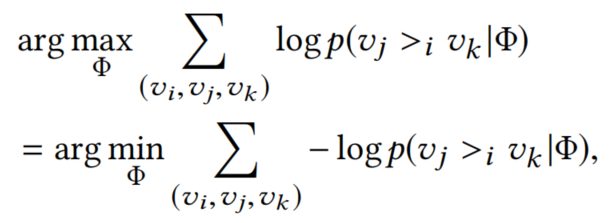 arg max_Φ ∑_{(v_i, v_j, v_k)} log p(v_j >_i v_k | Φ)
= arg min_Φ ∑_{(v_i, v_j, v_k)} − log p(v_j >_i v_k | Φ),